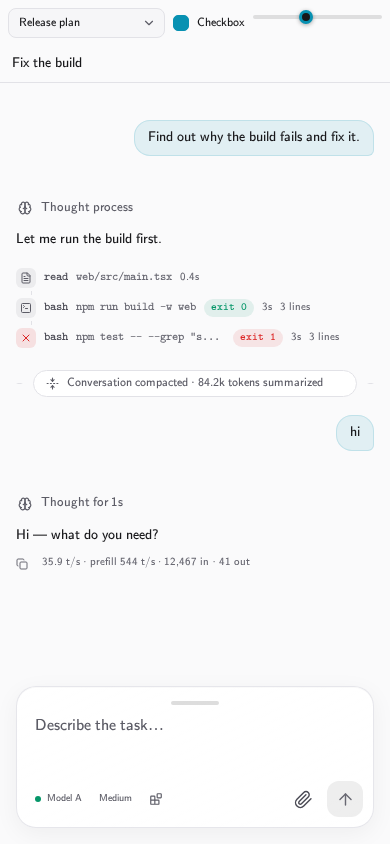 Release plan
Checkbox
Fix the build
Find out why the build fails and fix it.
Thought process
Let me run the build first.
read web/src/main.tsx 0.4s
bash npm run build -w web exit 0 3s 3 lines
bash npm test -- --grep "s... exit 1 3s 3 lines
Conversation compacted · 84.2k tokens summarized
hi
Thought for 1s
Hi — what do you need?
35.9 t/s · prefill 544 t/s · 12,467 in · 41 out
Describe the task...
Model A Medium